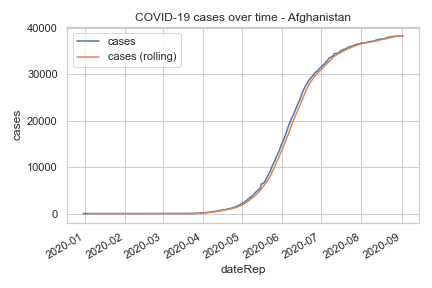 COVID-19 cases over time - Afghanistan
cases
cases (rolling)
40000
30000
20000
10000
0
cases
2020-01
2020-02
2020-03
2020-04
2020-05
2020-06
2020-07
2020-08
2020-09
dateRep